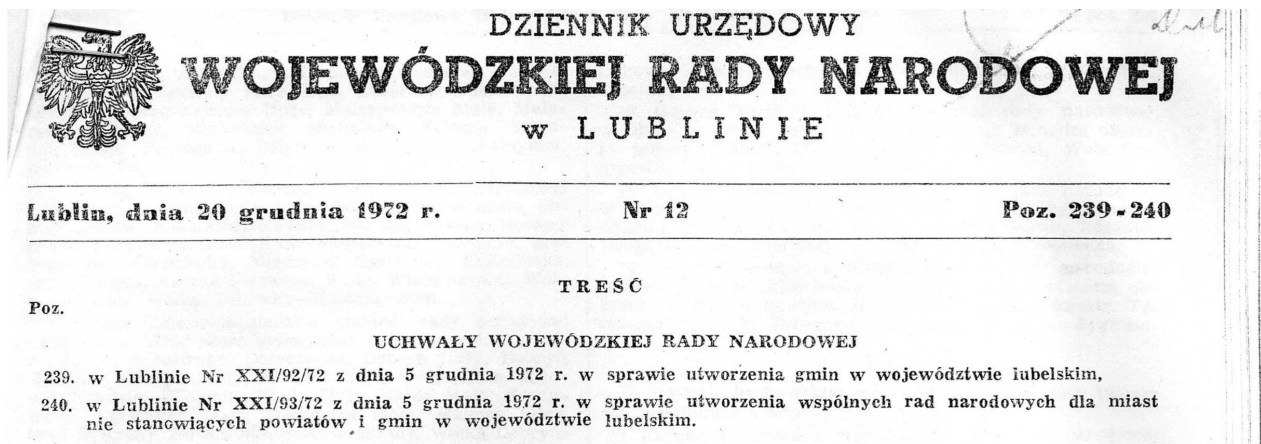 DZIENNIK URZĘDOWY
WOJEWÓDZKIEJ RADY NARODOWEJ
w LUBLINIE
Lublin, dnia 20 grudnia 1972 r. Nr 12 Poz. 239-240
TREŚĆ
Poz.
UCHWAŁY WOJEWÓDZKIEJ RADY NARODOWEJ
239. w Lublinie Nr XXI/92/72 z dnia 5 grudnia 1972 r. w sprawie utworzenia gmin w województwie lubelskim,
240. w Lublinie Nr XXI/93/72 z dnia 5 grudnia 1972 r. w sprawie utworzenia wspólnych rad narodowych dla miast
nie stanowiących powiatów i gmin w województwie lubelskim.